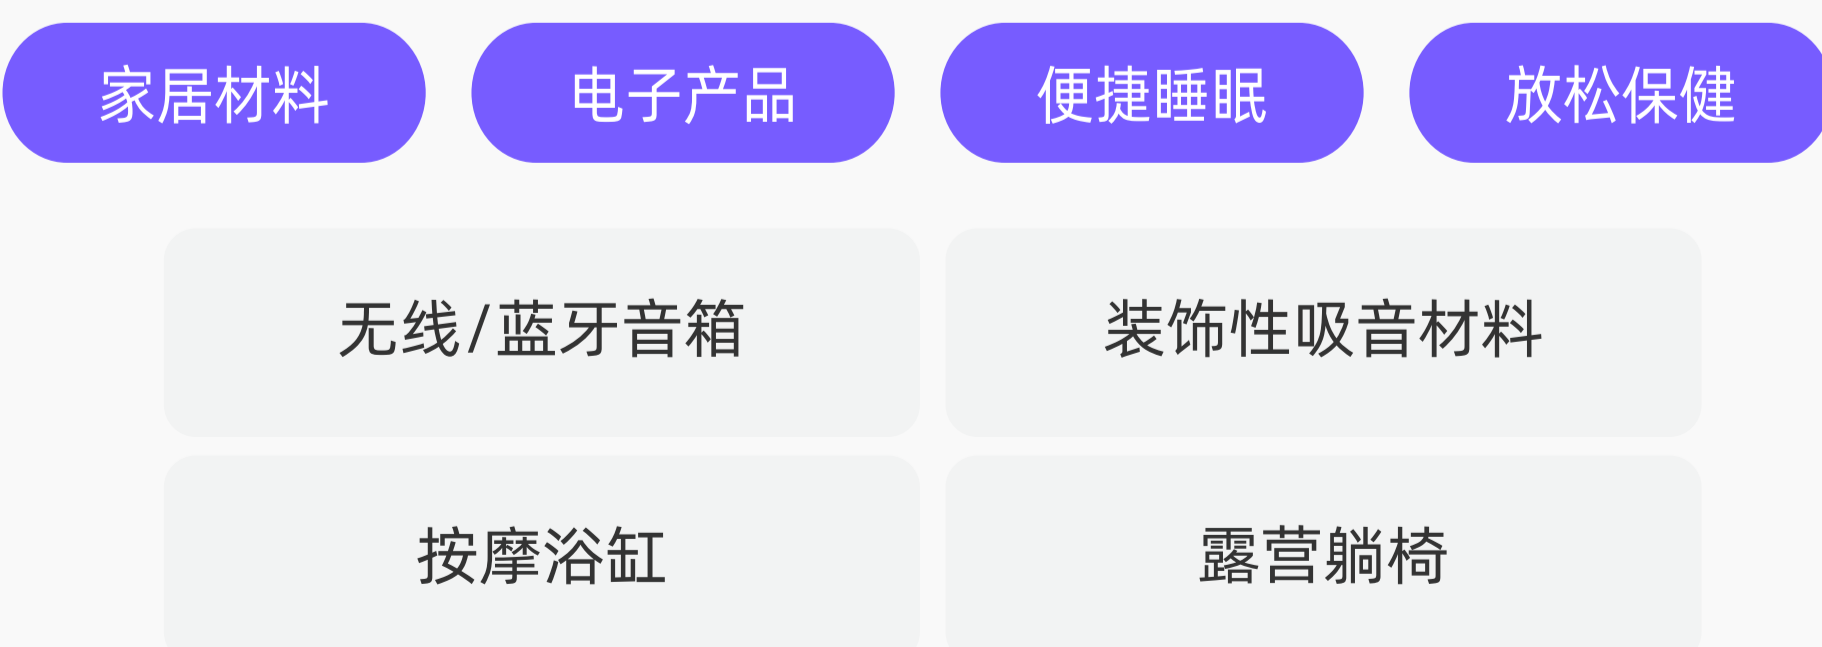 家居材料 电子产品 便捷睡眠 放松保健
无线/蓝牙音箱 装饰性吸音材料
按摩浴缸 露营躺椅